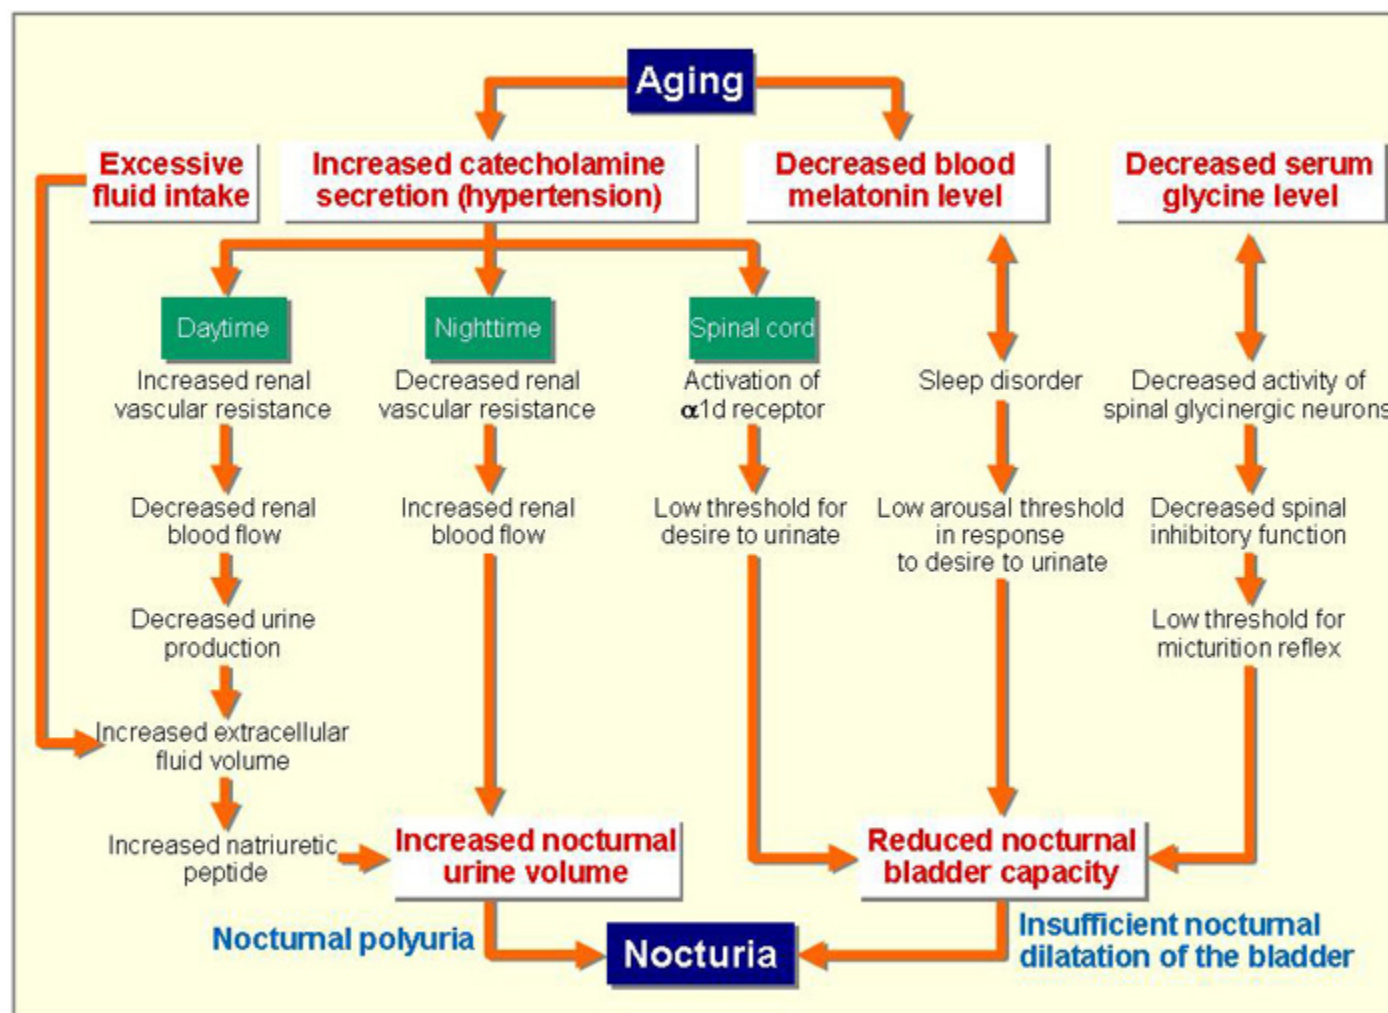 Aging
Excessive
fluid intake
Increased catecholamine
secretion (hypertension)
Decreased blood
melatonin level
Decreased serum
glycine level
Daytime
Increased renal
vascular resistance
Decreased renal
blood flow
Decreased urine
production
Increased extracellular
fluid volume
Increased natriuretic
peptide
Nighttime
Decreased renal
vascular resistance
Increased renal
blood flow
Spinal cord
Activation of
α1d receptor
Low threshold for
desire to urinate
Sleep disorder
Low arousal threshold
in response
to desire to urinate
Decreased activity of
spinal glycinergic neurons
Decreased spinal
inhibitory function
Low threshold for
micturition reflex
Increased nocturnal
urine volume
Reduced nocturnal
bladder capacity
Nocturnal polyuria
Nocturia
Insufficient nocturnal
dilatation of the bladder